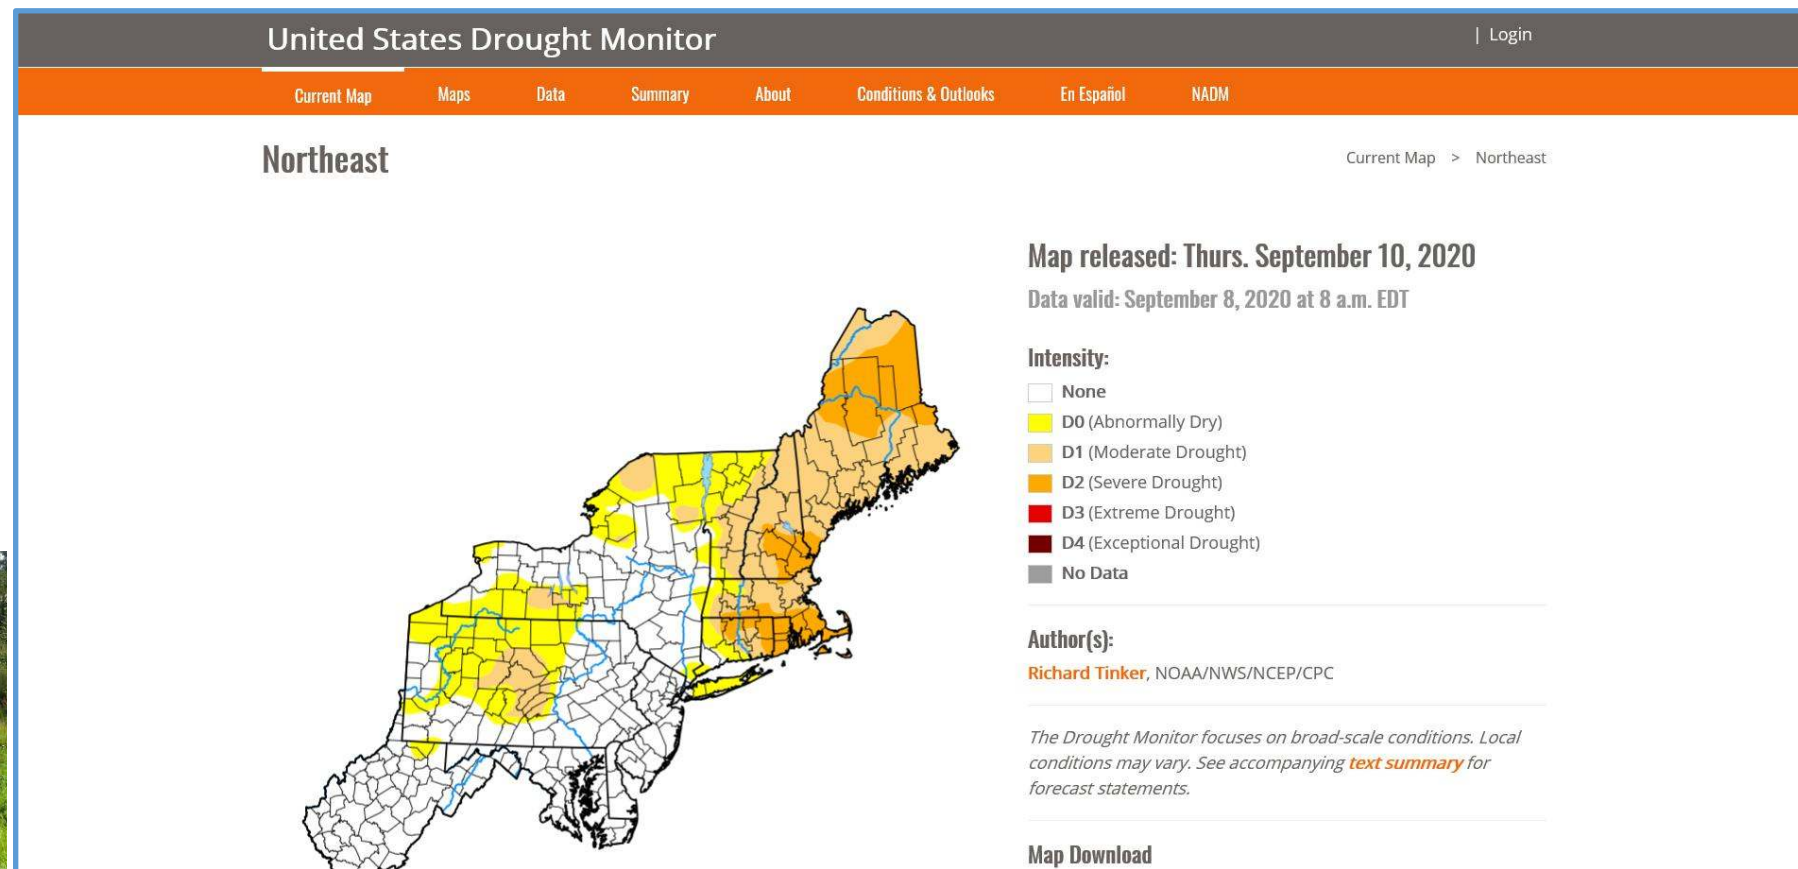 United States Drought Monitor
| Login
Current Map Maps Data Summary About Conditions & Outlooks En Español NADM
Northeast
Current Map > Northeast
Map released: Thurs. September 10, 2020
Data valid: September 8, 2020 at 8 a.m. EDT
Intensity:
None
D0 (Abnormally Dry)
D1 (Moderate Drought)
D2 (Severe Drought)
D3 (Extreme Drought)
D4 (Exceptional Drought)
No Data
Author(s):
Richard Tinker, NOAA/NWS/NCEP/CPC
The Drought Monitor focuses on broad-scale conditions. Local
conditions may vary. See accompanying text summary for
forecast statements.
Map Download